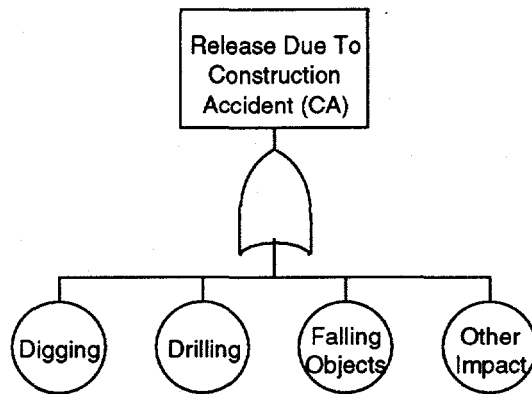 Release Due To
Construction
Accident (CA)
Digging
Drilling
Falling
Objects
Other
Impact